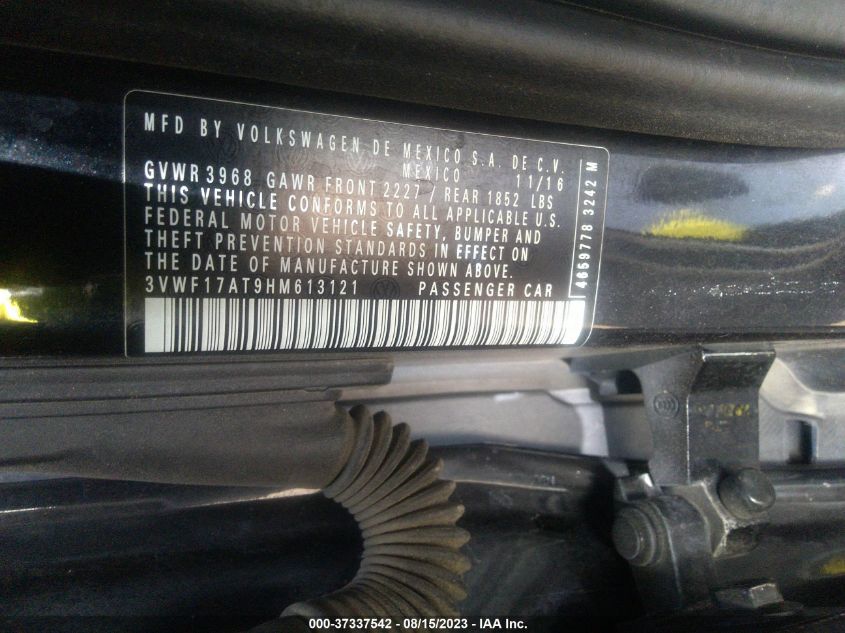 MFD BY VOLKSWAGEN DE MEXICO S.A. DE C.V.
MEXICO 11/16
GVWR 3968 GAWR FRONT 2227 / REAR 1852 LBS
THIS VEHICLE CONFORMS TO ALL APPLICABLE U.S.
FEDERAL MOTOR VEHICLE SAFETY, BUMPER AND
THEFT PREVENTION STANDARDS IN EFFECT ON
THE DATE OF MANUFACTURE SHOWN ABOVE.
3VWF17AT9HM613121 PASSENGER CAR
4659778 3242 M
000-37337542 - 08/15/2023 - IAA Inc.